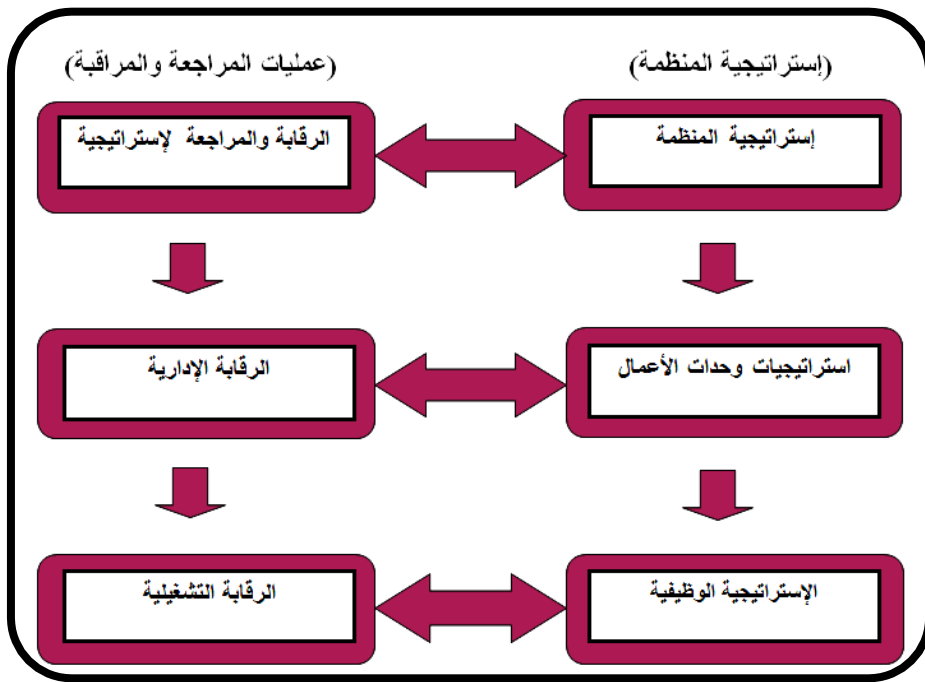 (إستراتيجية المنظمة)
(عمليات المراجعة والمراقبة)
إستراتيجية المنظمة
الرقابة والمراجعة لإستراتيجية
استراتيجيات وحدات الأعمال
الرقابة الإدارية
الإستراتيجية الوظيفية
الرقابة التشغيلية